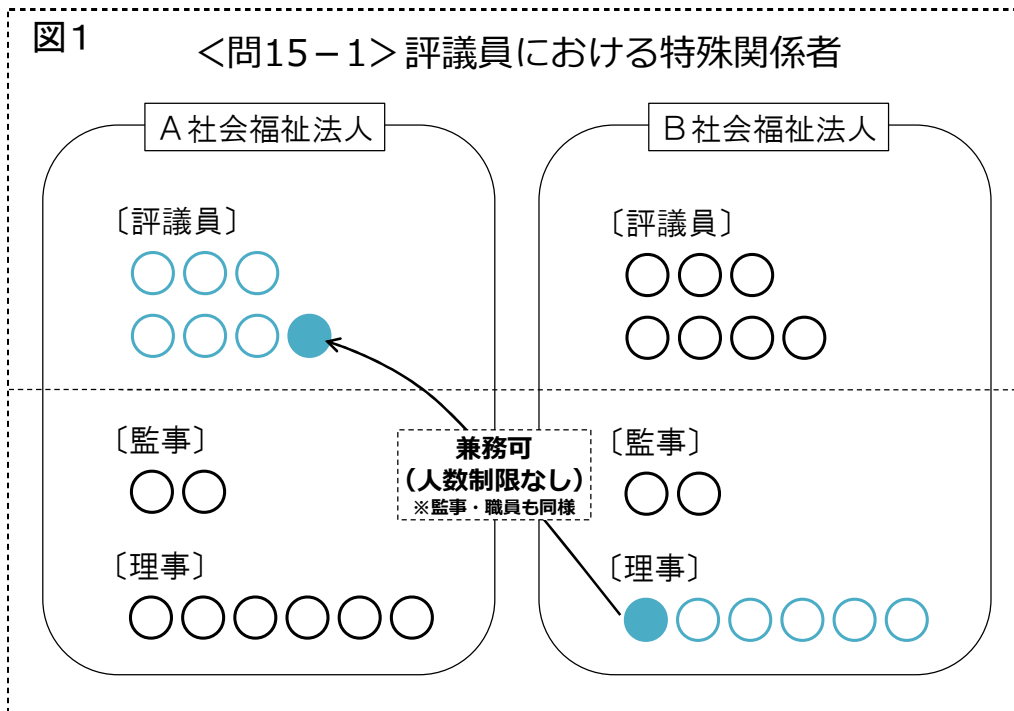 図1
<問15－1>評議員における特殊関係者
A社会福祉法人
B社会福祉法人
〔評議員〕
〔評議員〕
〔監事〕
兼務可
（人数制限なし）
※監事・職員も同様
〔監事〕
〔理事〕
〔理事〕